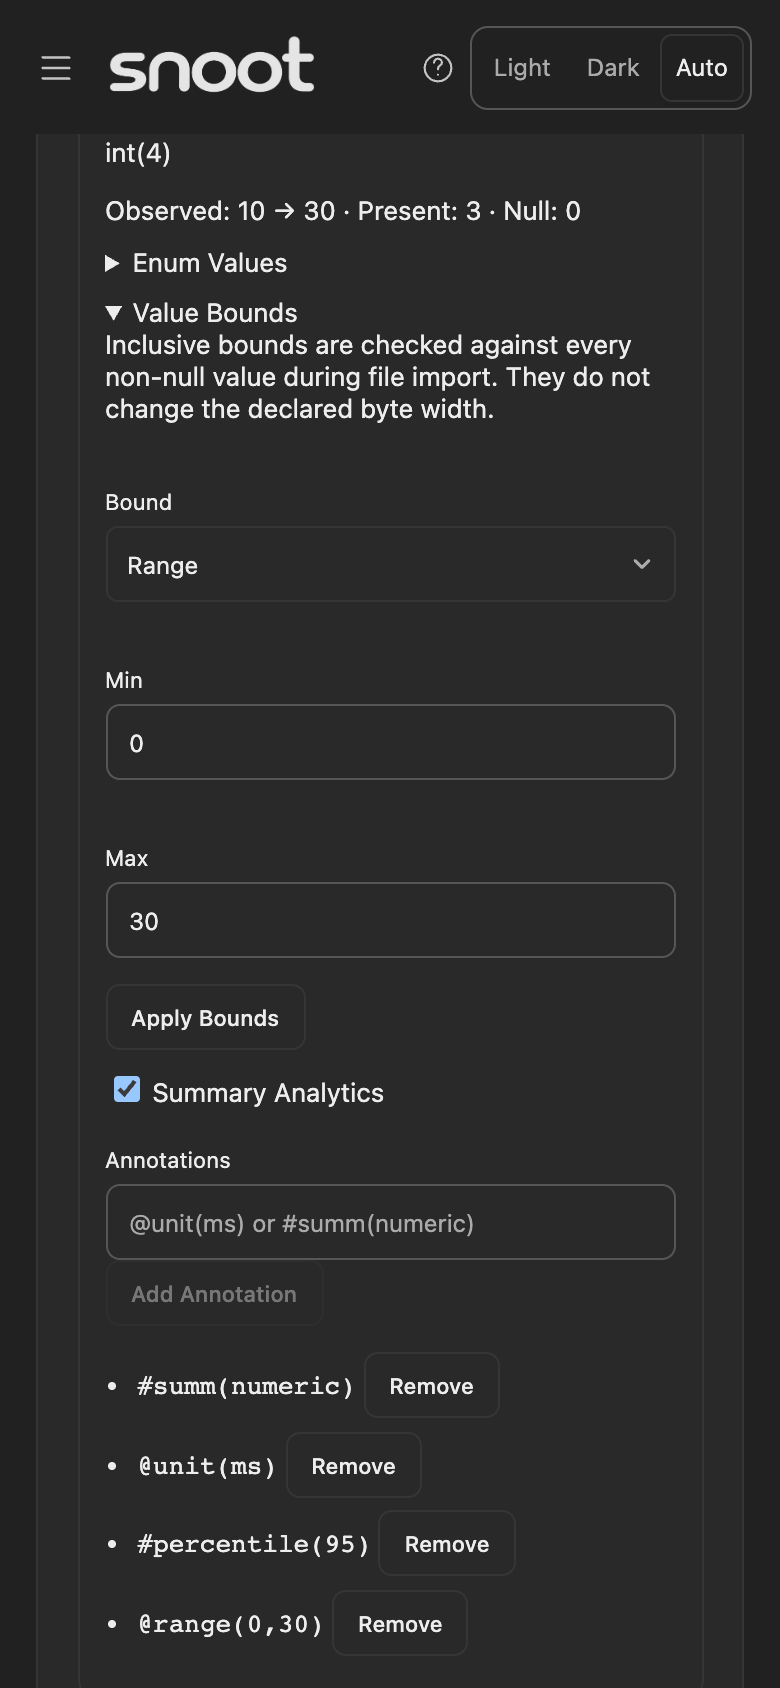 snoot
Light Dark Auto
int(4)
Observed: 10 → 30 · Present: 3 · Null: 0
Enum Values
Value Bounds
Inclusive bounds are checked against every
non-null value during file import. They do not
change the declared byte width.
Bound
Range
Min
0
Max
30
Apply Bounds
Summary Analytics
Annotations
@unit(ms) or #summ(numeric)
Add Annotation
#summ(numeric) Remove
@unit(ms) Remove
#percentile(95) Remove
@range(0,30) Remove